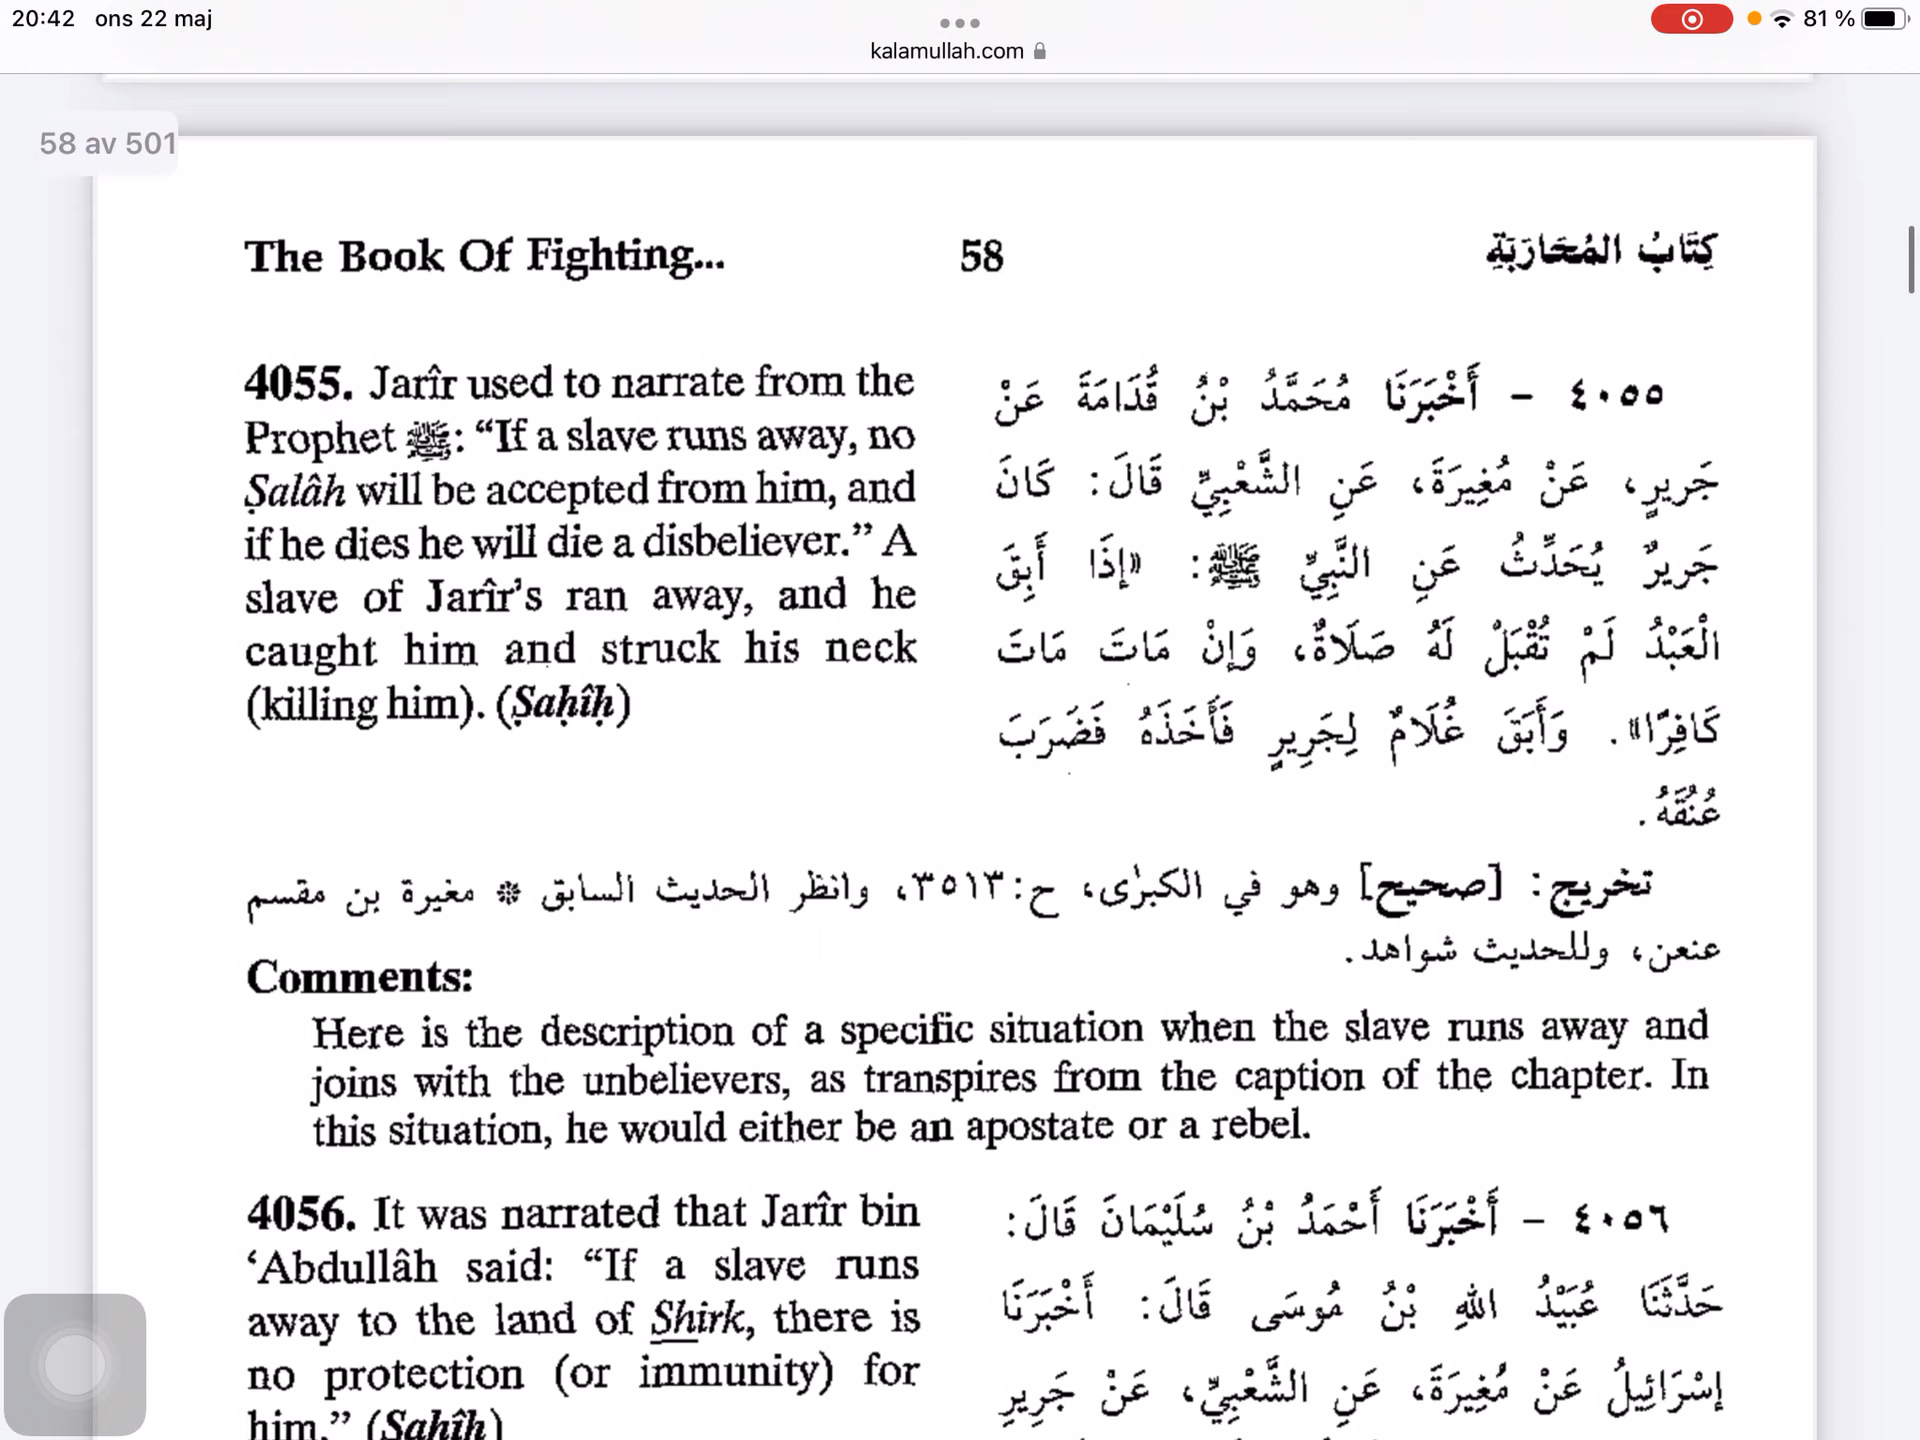 20:42 ons 22 maj
81 %
kalamullah.com
58 av 501
The Book Of Fighting... 58 كِتَابُ المُحَارَبَةِ
4055. Jarîr used to narrate from the
Prophet ﷺ: “If a slave runs away, no
Ṣalâh will be accepted from him, and
if he dies he will die a disbeliever.” A
slave of Jarîr's ran away, and he
caught him and struck his neck
(killing him). (Ṣaḥîḥ)
٤٠٥٥ - أَخْبَرَنَا مُحَمَّدُ بْنُ قُدَامَةَ عَنْ
جَرِيرٍ، عَنْ مُغِيرَةَ، عَنِ الشَّعْبِيِّ قَالَ: كَانَ
جَرِيرٌ يُحَدِّثُ عَنِ النَّبِيِّ ﷺ: «إِذَا أَبَقَ
الْعَبْدُ لَمْ تُقْبَلْ لَهُ صَلَاةٌ، وَإِنْ مَاتَ مَاتَ
كَافِرًا». وَأَبَقَ غُلَامٌ لِجَرِيرٍ فَأَخَذَهُ فَضَرَبَ
عُنُقَهُ.
تخريج: [صحيح] وهو في الكبرٰى، ح:٣٥١٣، وانظر الحديث السابق * مغيرة بن مقسم
عنعن، وللحديث شواهد.
Comments:
Here is the description of a specific situation when the slave runs away and
joins with the unbelievers, as transpires from the caption of the chapter. In
this situation, he would either be an apostate or a rebel.
4056. It was narrated that Jarîr bin
‘Abdullâh said: “If a slave runs
away to the land of Shirk, there is
no protection (or immunity) for
him.” (Ṣaḥîḥ)
٤٠٥٦ - أَخْبَرَنَا أَحْمَدُ بْنُ سُلَيْمَانَ قَالَ:
حَدَّثَنَا عُبَيْدُ اللهِ بْنُ مُوسَى قَالَ: أَخْبَرَنَا
إِسْرَائِيلُ عَنْ مُغِيرَةَ، عَنِ الشَّعْبِيِّ، عَنْ جَرِيرِ